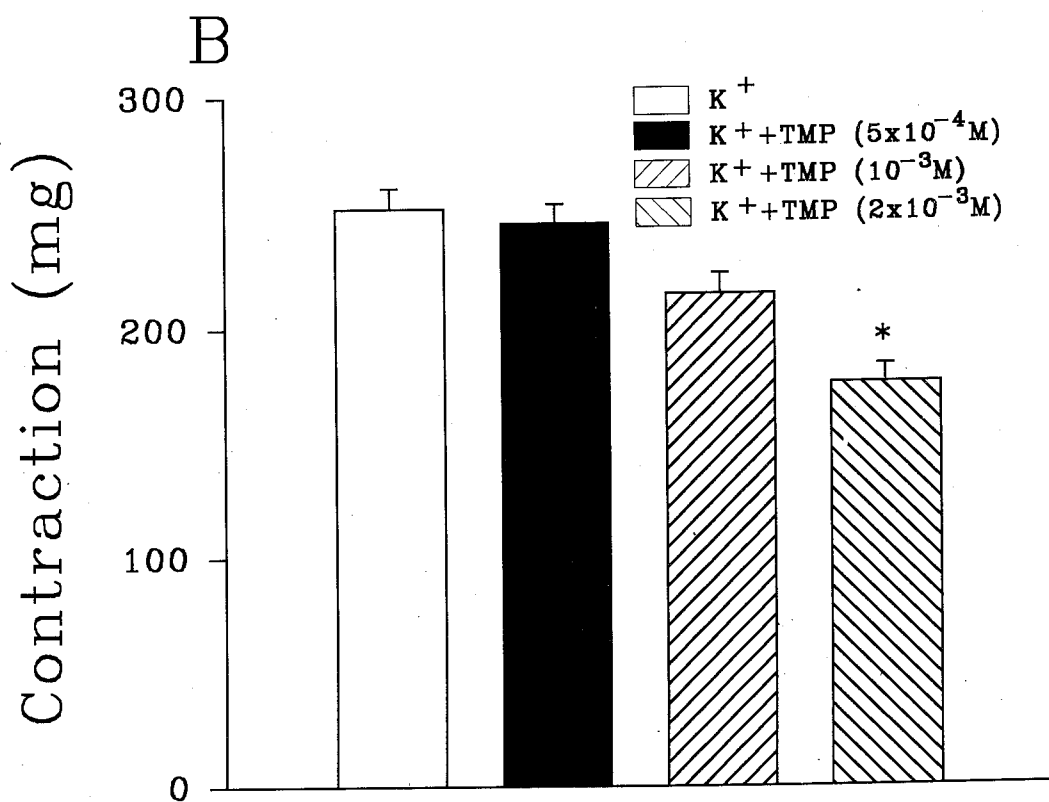 B
300
200
100
0
Contraction (mg)
K⁺
K⁺+TMP (5x10⁻⁴M)
K⁺+TMP (10⁻³M)
K⁺+TMP (2x10⁻³M)
*